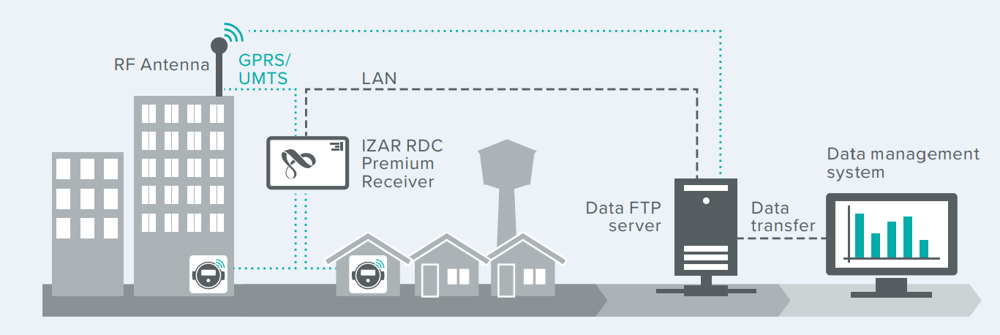 RF Antenna
GPRS/
UMTS
LAN
IZAR RDC
Premium
Receiver
Data FTP
server
Data
transfer
Data management
system